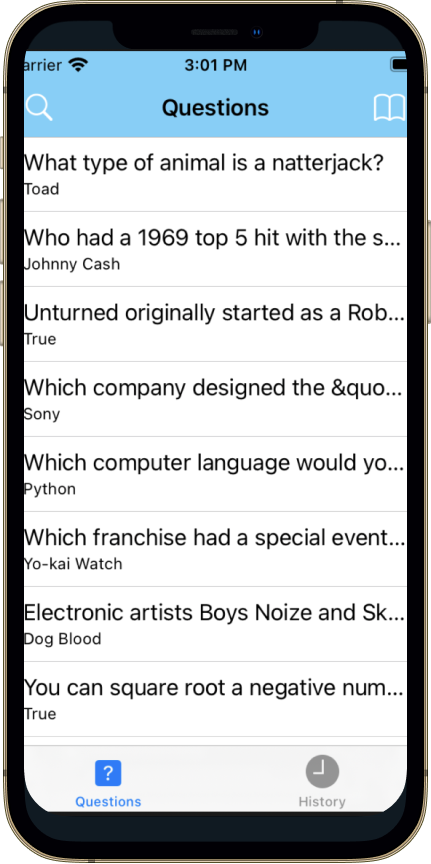 arrier 3:01 PM
Questions
What type of animal is a natterjack?
Toad
Who had a 1969 top 5 hit with the s...
Johnny Cash
Unturned originally started as a Rob...
True
Which company designed the &quo...
Sony
Which computer language would yo...
Python
Which franchise had a special event...
Yo-kai Watch
Electronic artists Boys Noize and Sk...
Dog Blood
You can square root a negative num...
True
?
Questions History